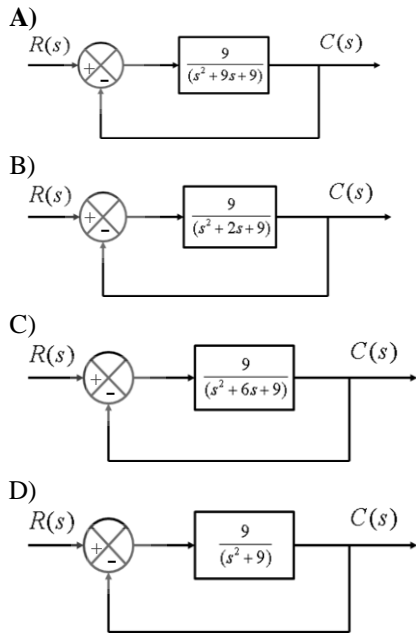 A)
R(s) + - 9/(s² + 9s + 9) C(s)
B)
R(s) + - 9/(s² + 2s + 9) C(s)
C)
R(s) + - 9/(s² + 6s + 9) C(s)
D)
R(s) + - 9/(s² + 9) C(s)